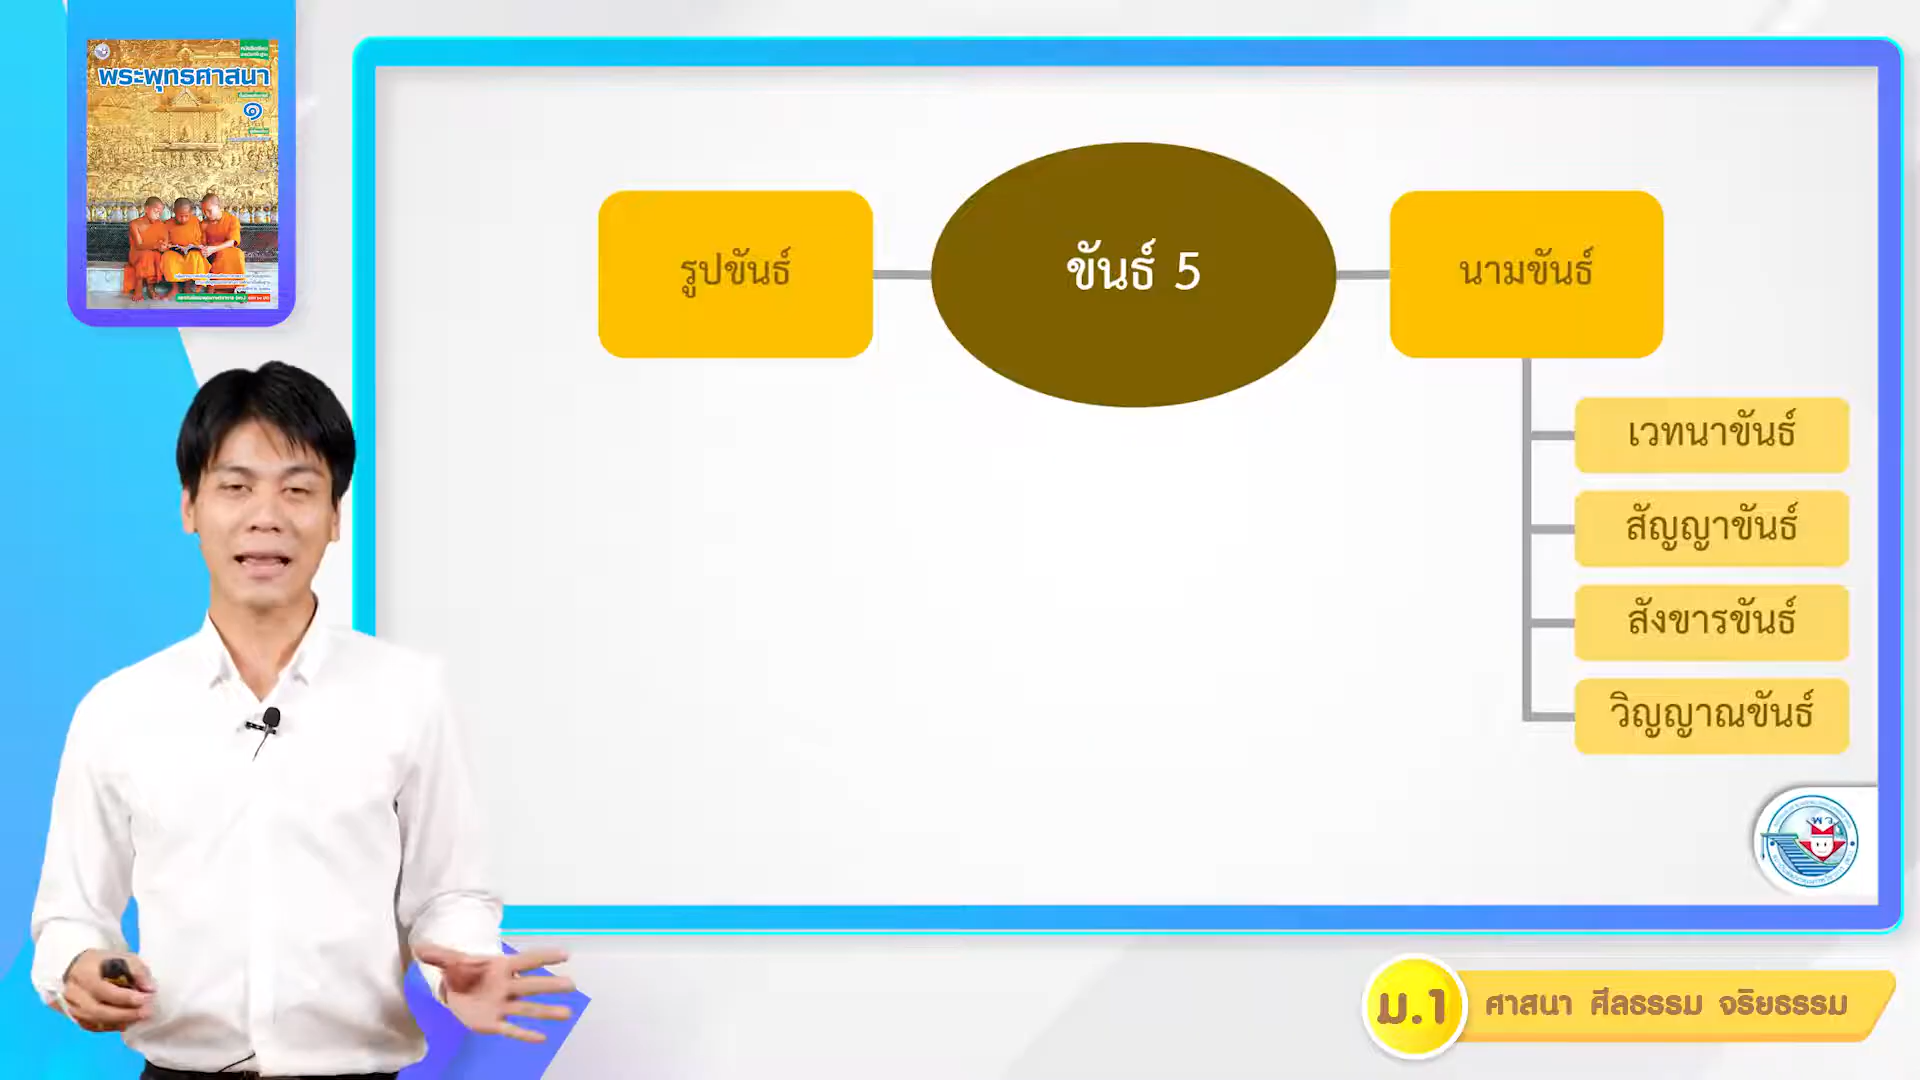 พระพุทธศาสนา
๑
รูปขันธ์
ขันธ์ 5
นามขันธ์
เวทนาขันธ์
สัญญาขันธ์
สังขารขันธ์
วิญญาณขันธ์
พว
ม.1
ศาสนา ศีลธรรม จริยธรรม